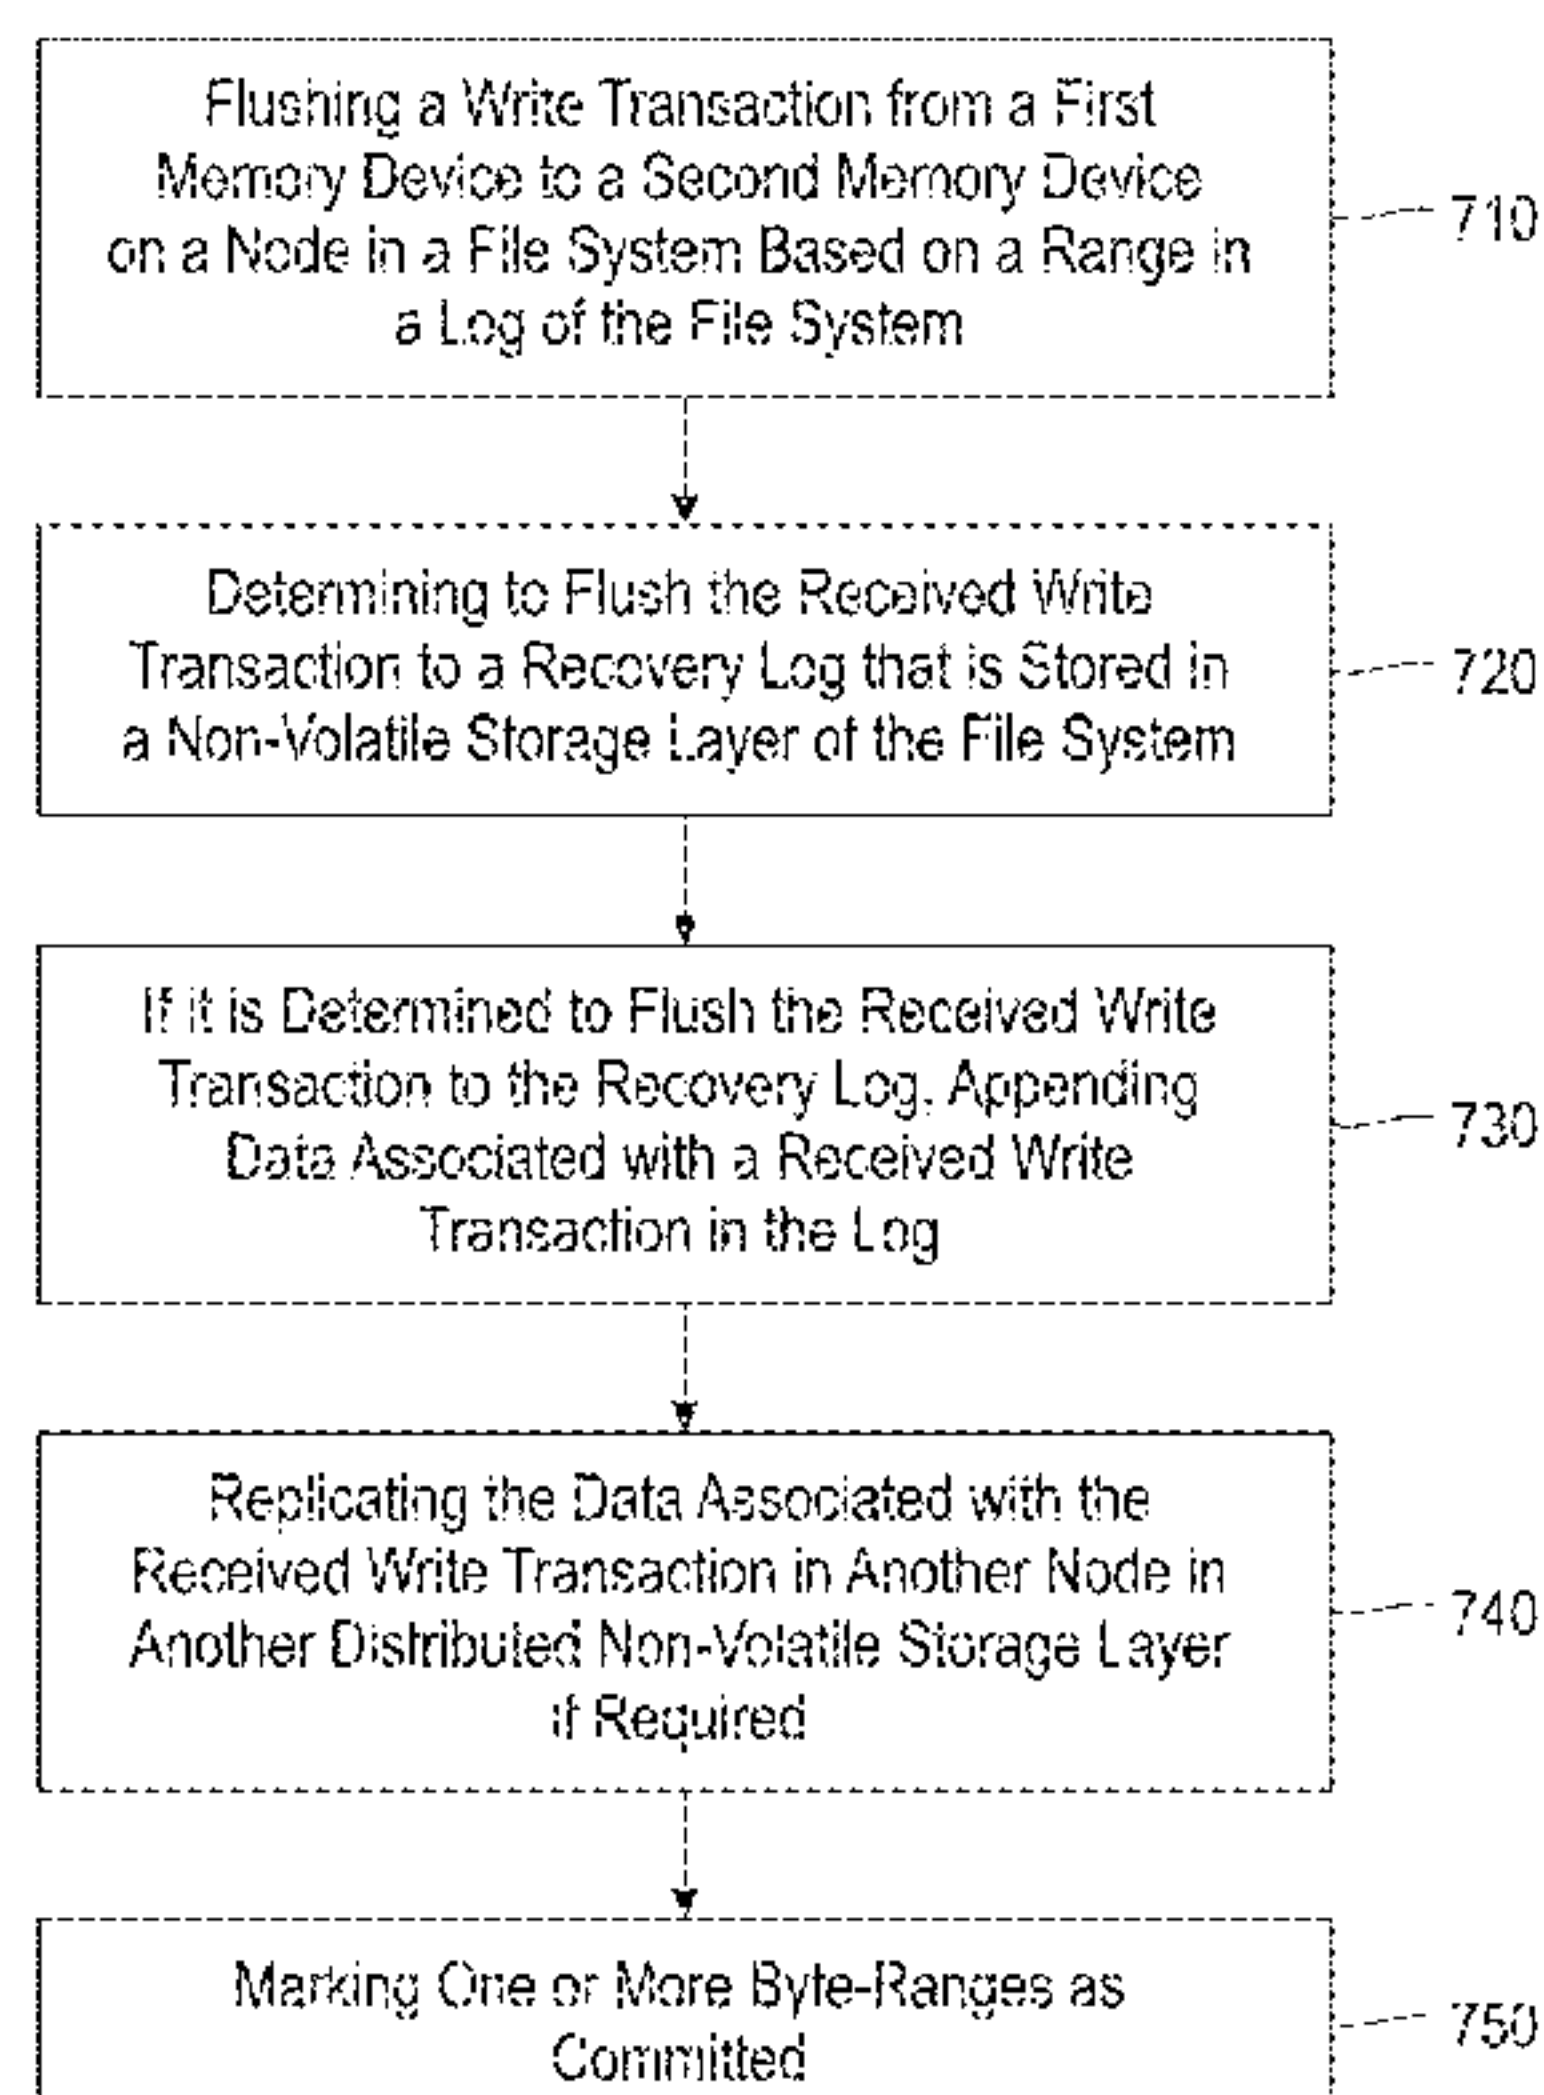 Flushing a Write Transaction from a First
Memory Device to a Second Memory Device
on a Node in a File System Based on a Range in
a Log of the File System
710
Determining to Flush the Received Write
Transaction to a Recovery Log that is Stored in
a Non-Volatile Storage Layer of the File System
720
If it is Determined to Flush the Received Write
Transaction to the Recovery Log, Appending
Data Associated with a Received Write
Transaction in the Log
730
Replicating the Data Associated with the
Received Write Transaction in Another Node in
Another Distributed Non-Volatile Storage Layer
if Required
740
Marking One or More Byte-Ranges as
Committed
750